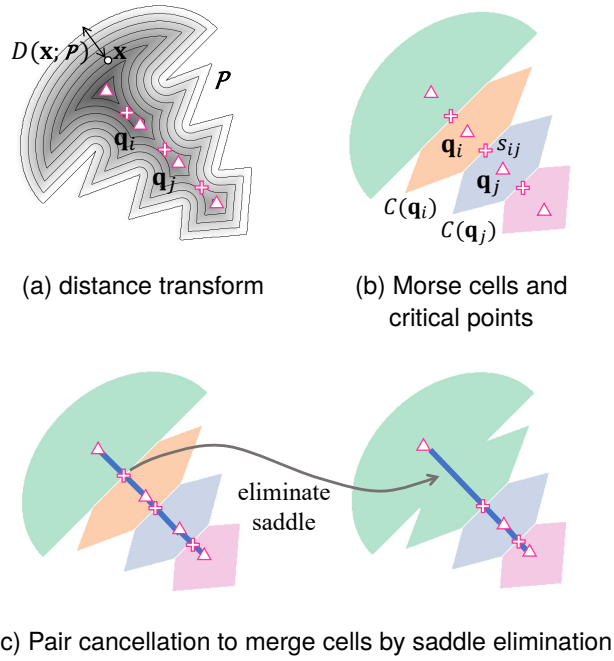 D(x; P) x P
q_i
q_j
q_i s_ij
q_j
C(q_i)
C(q_j)
(a) distance transform
(b) Morse cells and
critical points
eliminate
saddle
c) Pair cancellation to merge cells by saddle elimination